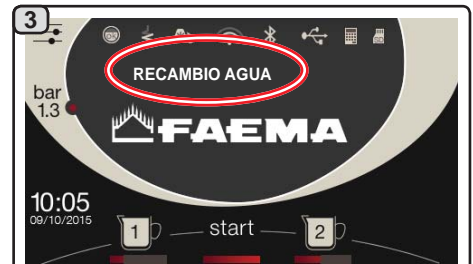 3
RECAMBIO AGUA
bar
1.3
FAEMA
10:05
09/10/2015
1 start 2